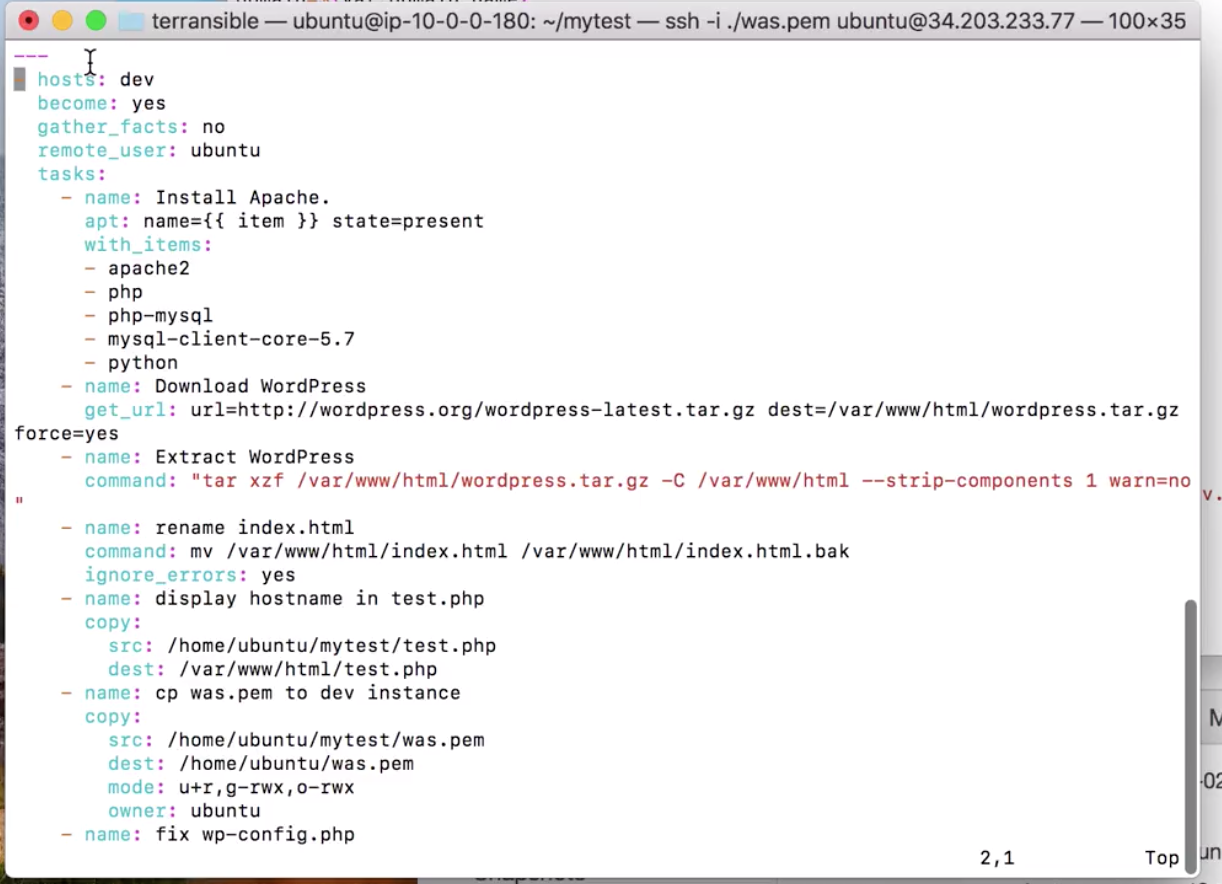 terransible — ubuntu@ip-10-0-0-180: ~/mytest — ssh -i ./was.pem ubuntu@34.203.233.77 — 100×35
---
- hosts: dev
  become: yes
  gather_facts: no
  remote_user: ubuntu
  tasks:
    - name: Install Apache.
      apt: name={{ item }} state=present
      with_items:
      - apache2
      - php
      - php-mysql
      - mysql-client-core-5.7
      - python
    - name: Download WordPress
      get_url: url=http://wordpress.org/wordpress-latest.tar.gz dest=/var/www/html/wordpress.tar.gz
force=yes
    - name: Extract WordPress
      command: "tar xzf /var/www/html/wordpress.tar.gz -C /var/www/html --strip-components 1 warn=no
"
    - name: rename index.html
      command: mv /var/www/html/index.html /var/www/html/index.html.bak
      ignore_errors: yes
    - name: display hostname in test.php
      copy:
        src: /home/ubuntu/mytest/test.php
        dest: /var/www/html/test.php
    - name: cp was.pem to dev instance
      copy:
        src: /home/ubuntu/mytest/was.pem
        dest: /home/ubuntu/was.pem
        mode: u+r,g-rwx,o-rwx
        owner: ubuntu
    - name: fix wp-config.php
2,1 Top